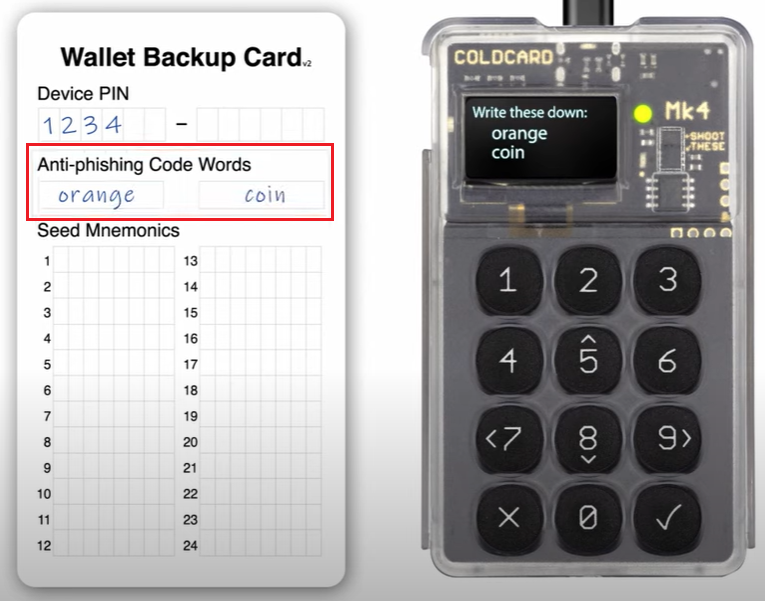 Wallet Backup Card v2
Device PIN
1234 -
Anti-phishing Code Words
orange coin
Seed Mnemonics
1 13
2 14
3 15
4 16
5 17
6 18
7 19
8 20
9 21
10 22
11 23
12 24
COLDCARD
Write these down:
orange
coin
Mk4
SHOOT
THESE
1 2 3
4 5 6
<7 8 9>
X 0 ✓